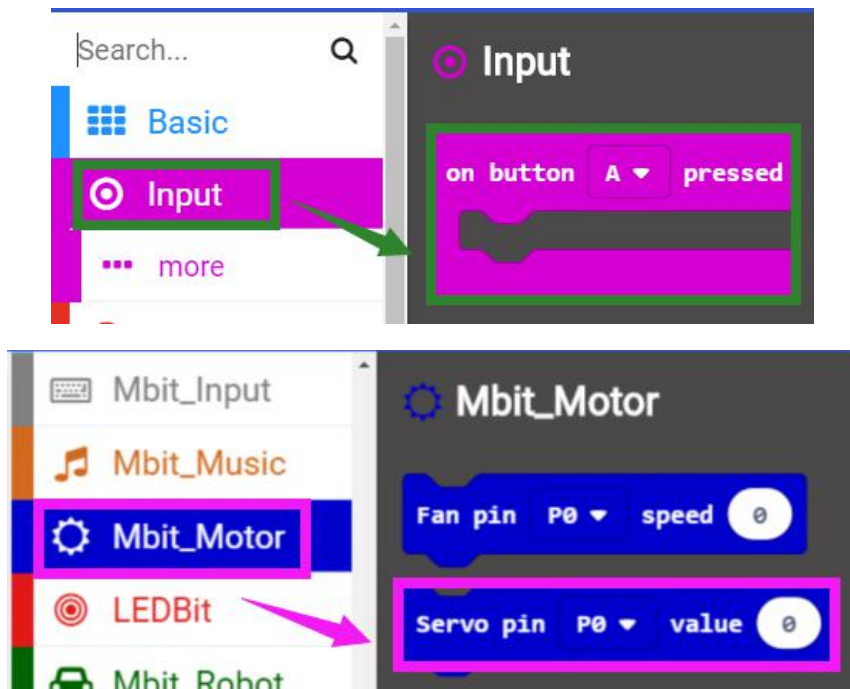 Search...
Input
Basic
on button A pressed
Input
more
Mbit_Input
Mbit_Motor
Mbit_Music
Fan pin P0 speed 0
Mbit_Motor
LEDBit
Servo pin P0 value 0
Mbit_Robot